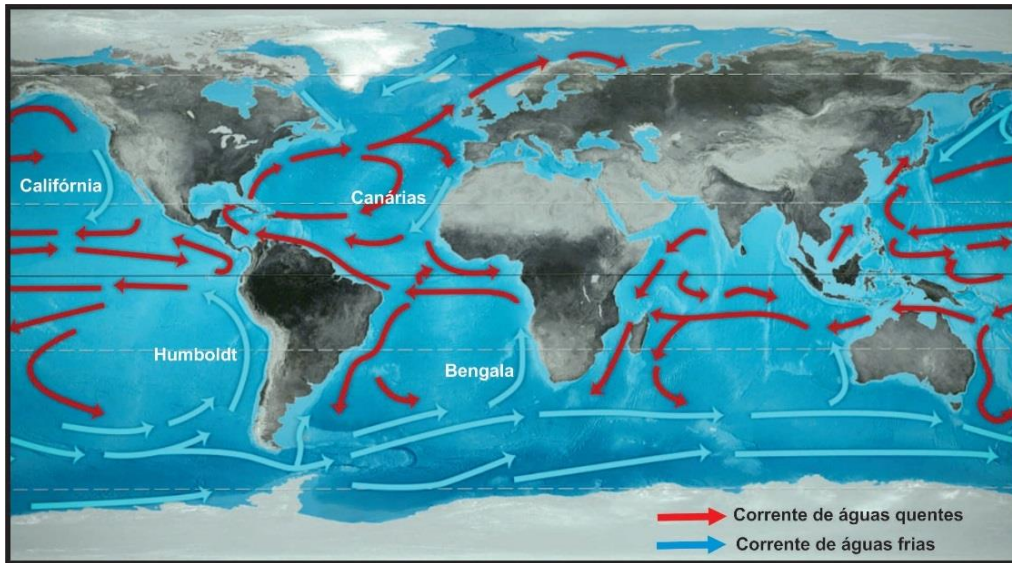 Califórnia
Canárias
Humboldt
Bengala
Corrente de águas quentes
Corrente de águas frias